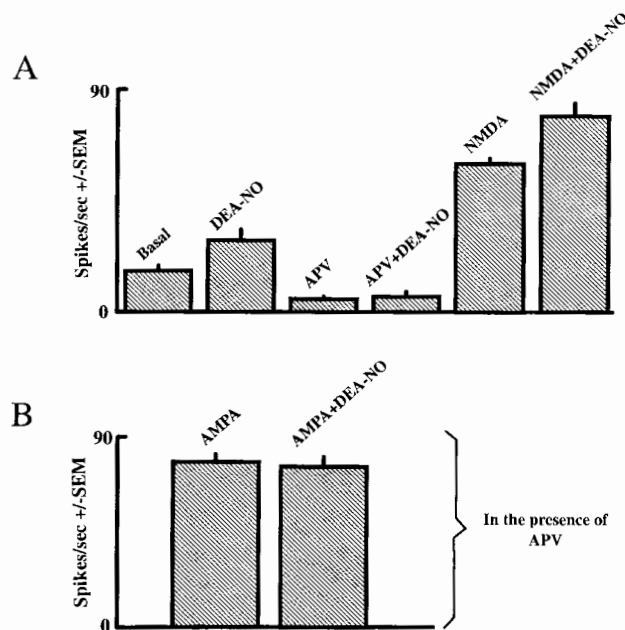 A
90
Spikes/sec +/-SEM
0
Basal
DEA-NO
APV
APV+DEA-NO
NMDA
NMDA+DEA-NO
B
90
Spikes/sec +/-SEM
0
AMPA
AMPA+DEA-NO
In the presence of
APV